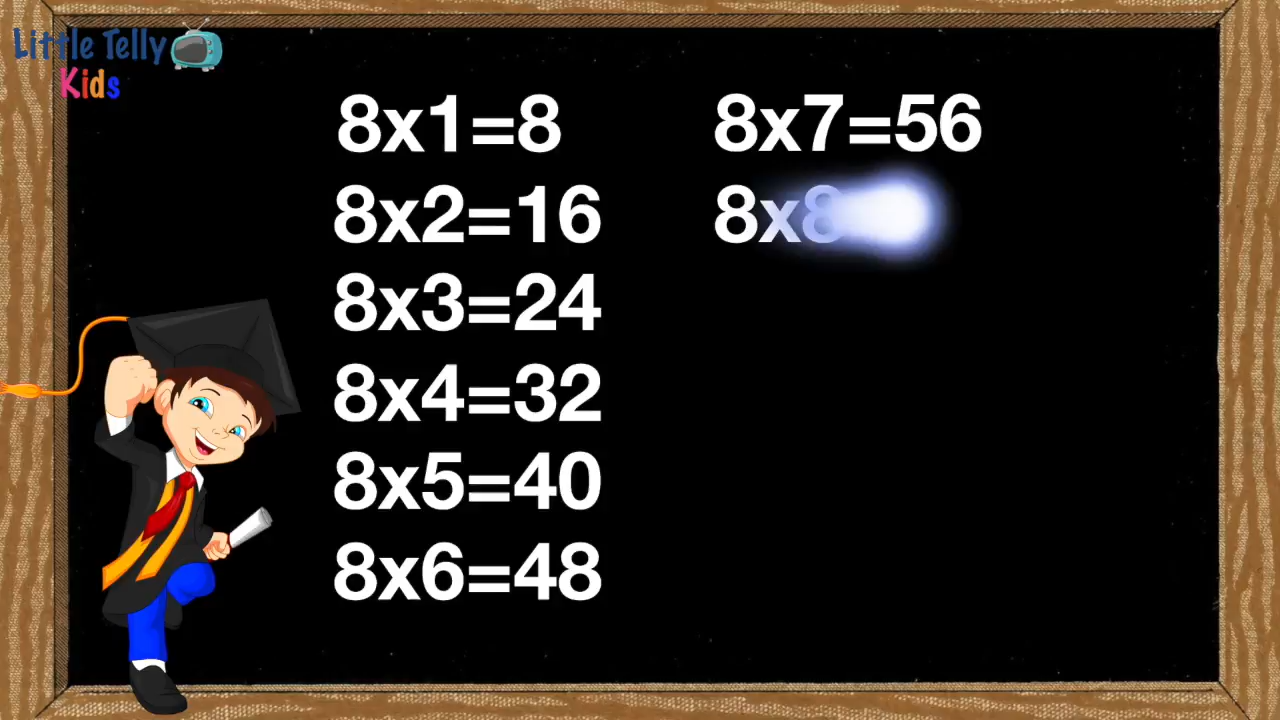 Little Telly
Kids
8x1=8
8x2=16
8x3=24
8x4=32
8x5=40
8x6=48
8x7=56
8x8